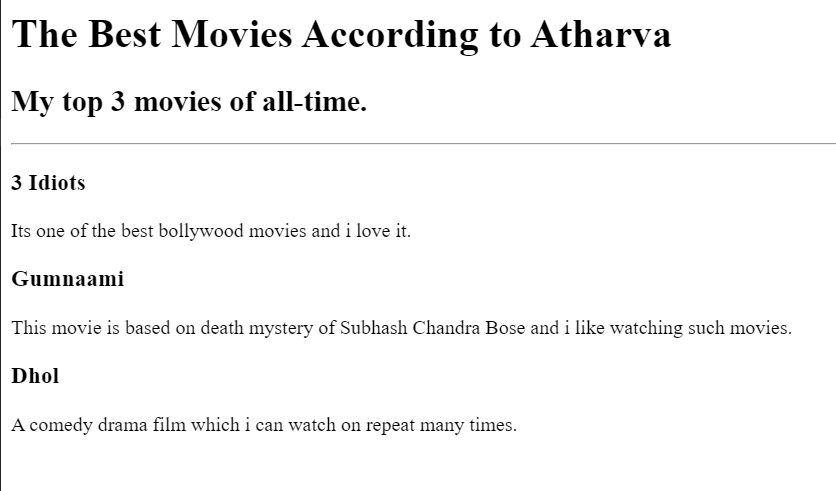 The Best Movies According to Atharva
My top 3 movies of all-time.
3 Idiots
Its one of the best bollywood movies and i love it.
Gumnaami
This movie is based on death mystery of Subhash Chandra Bose and i like watching such movies.
Dhol
A comedy drama film which i can watch on repeat many times.